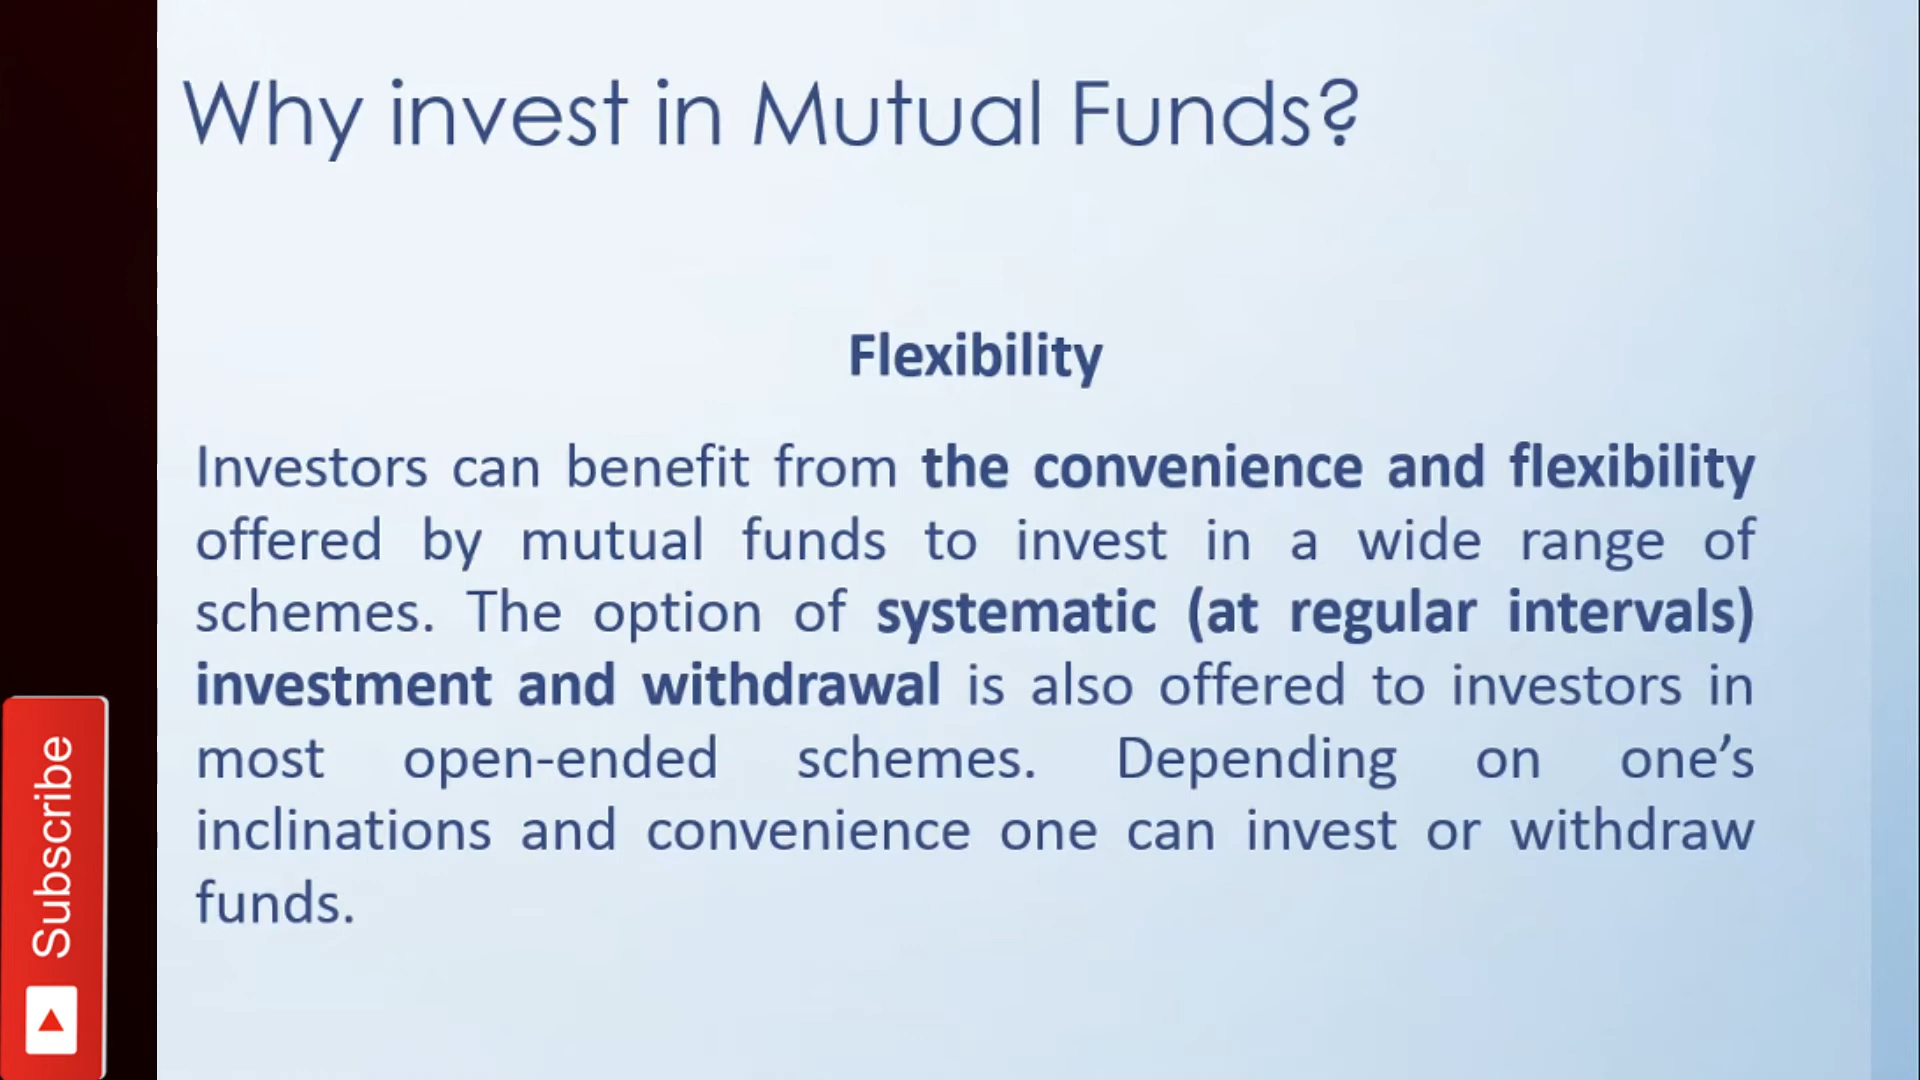 Why invest in Mutual Funds?
Flexibility
Investors can benefit from the convenience and flexibility
offered by mutual funds to invest in a wide range of
schemes. The option of systematic (at regular intervals)
investment and withdrawal is also offered to investors in
most open-ended schemes. Depending on one’s
inclinations and convenience one can invest or withdraw
funds.
Subscribe